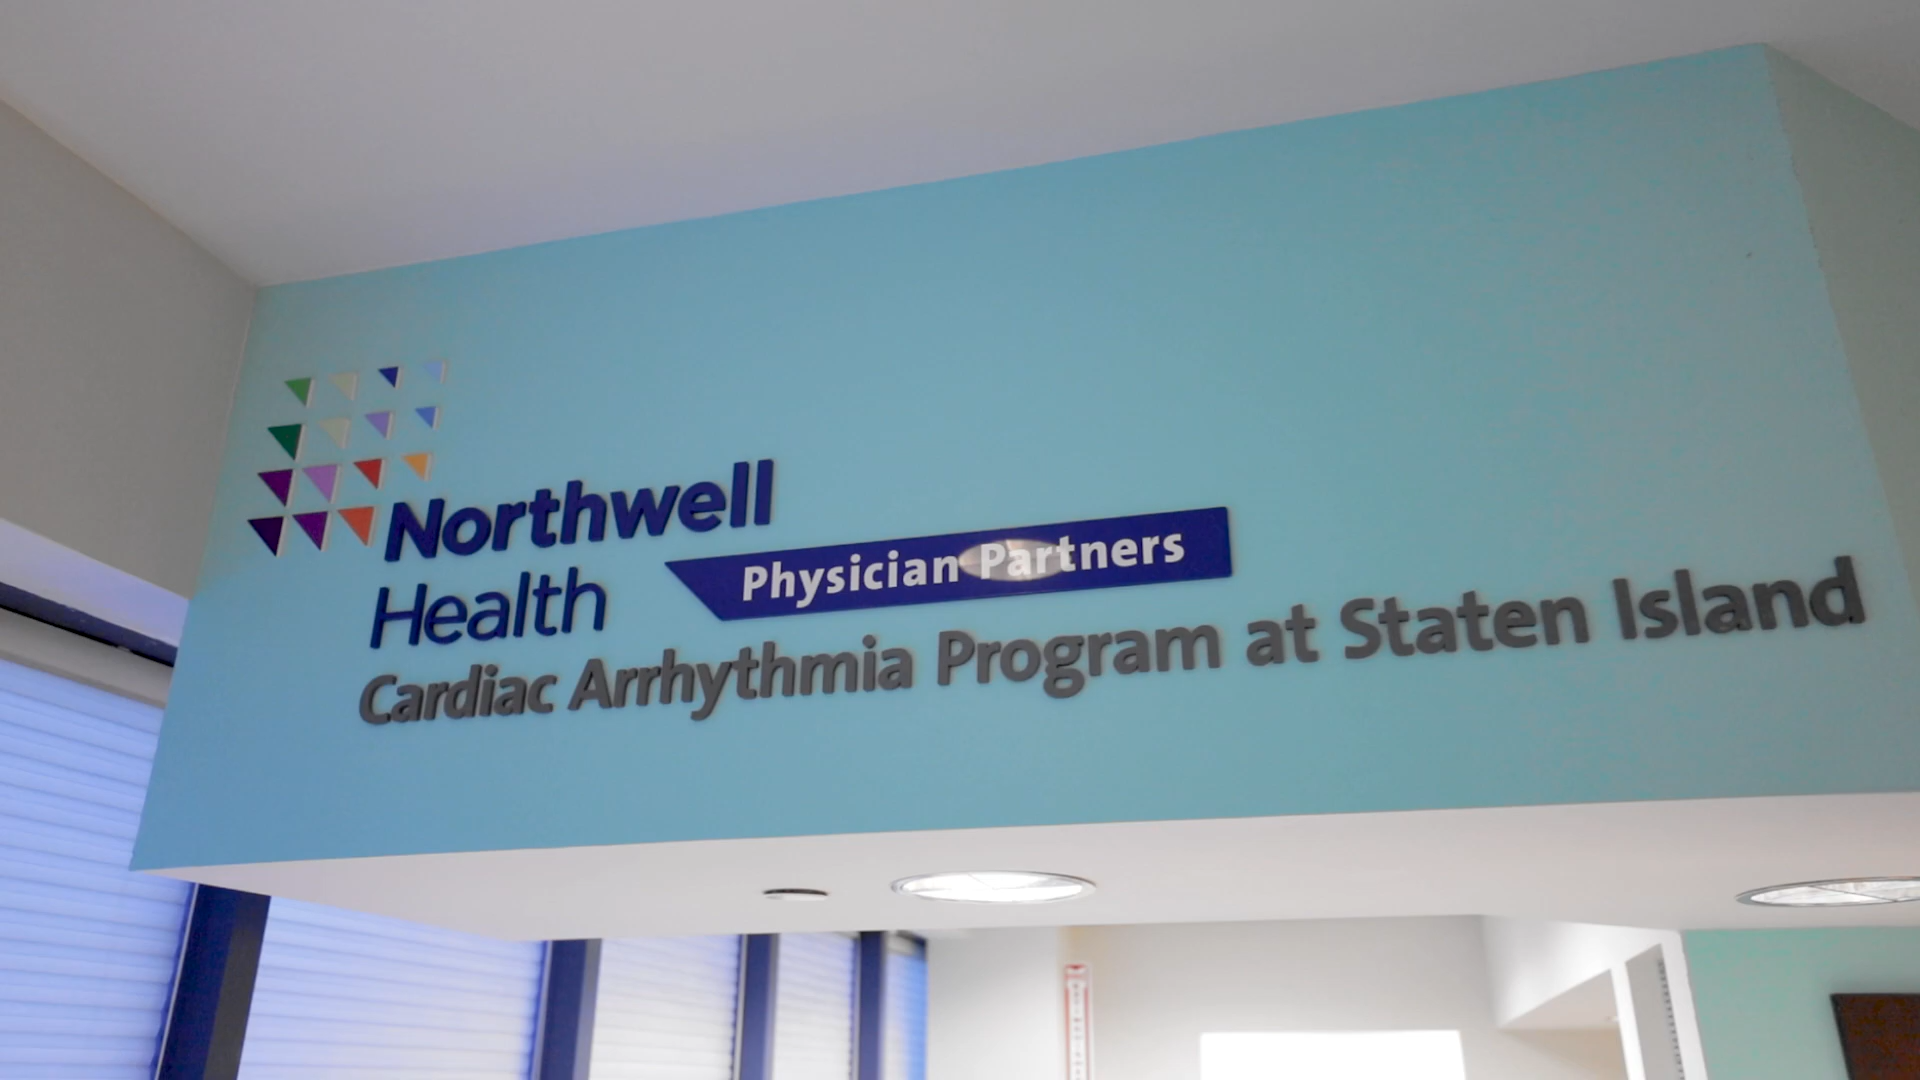 Northwell
Health
Physician Partners
Cardiac Arrhythmia Program at Staten Island